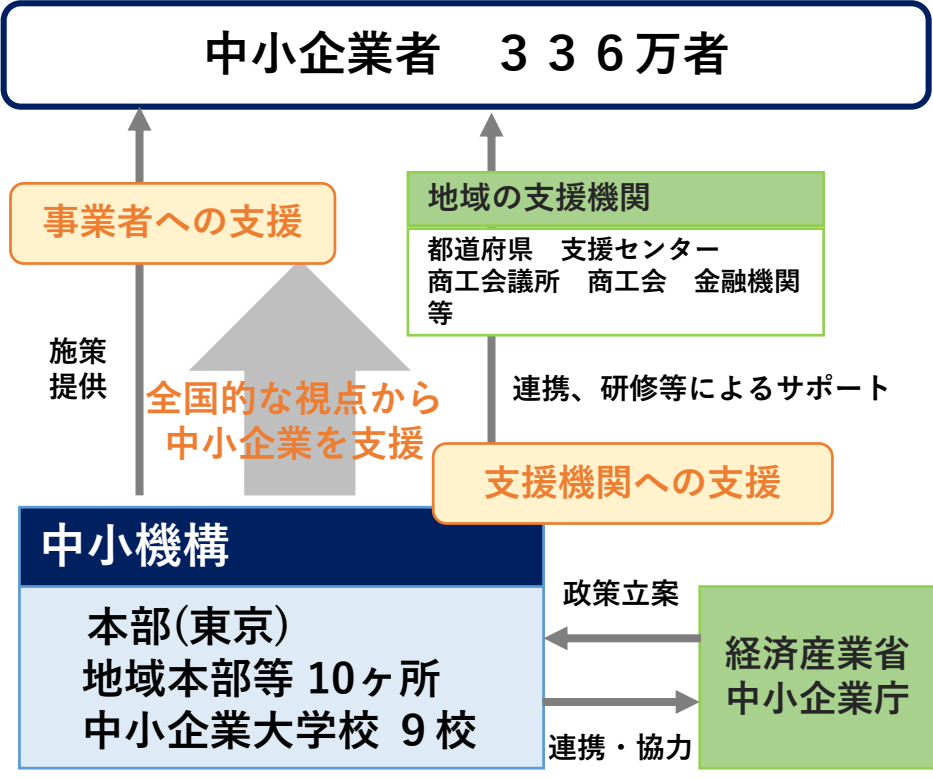 中小企業者　３３６万者
事業者への支援
地域の支援機関
都道府県　支援センター
商工会議所　商工会　金融機関
等
施策
提供
全国的な視点から
中小企業を支援
連携、研修等によるサポート
支援機関への支援
中小機構
本部(東京)
地域本部等 10ヶ所
中小企業大学校 ９校
政策立案
経済産業省
中小企業庁
連携・協力